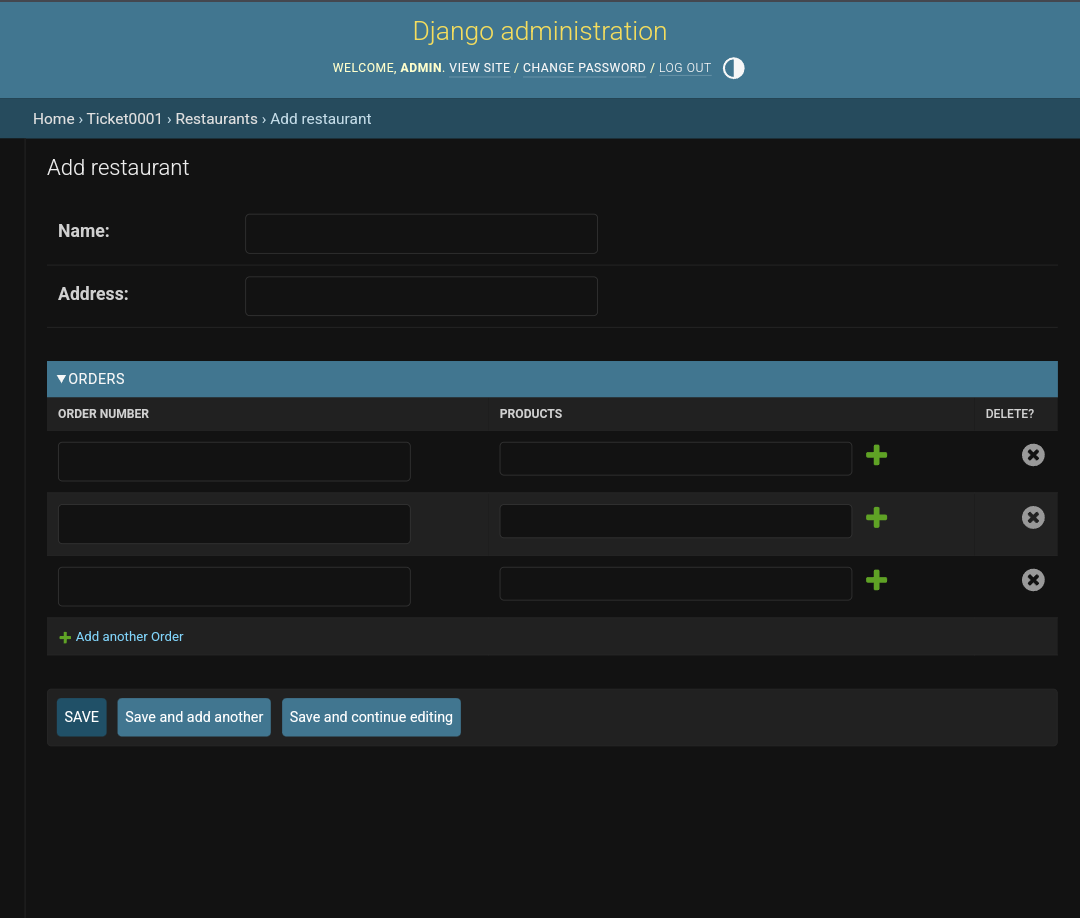 Django administration
WELCOME, ADMIN. VIEW SITE / CHANGE PASSWORD / LOG OUT
Home › Ticket0001 › Restaurants › Add restaurant
Add restaurant
Name:
Address:
ORDERS
ORDER NUMBER PRODUCTS DELETE?
Add another Order
SAVE Save and add another Save and continue editing